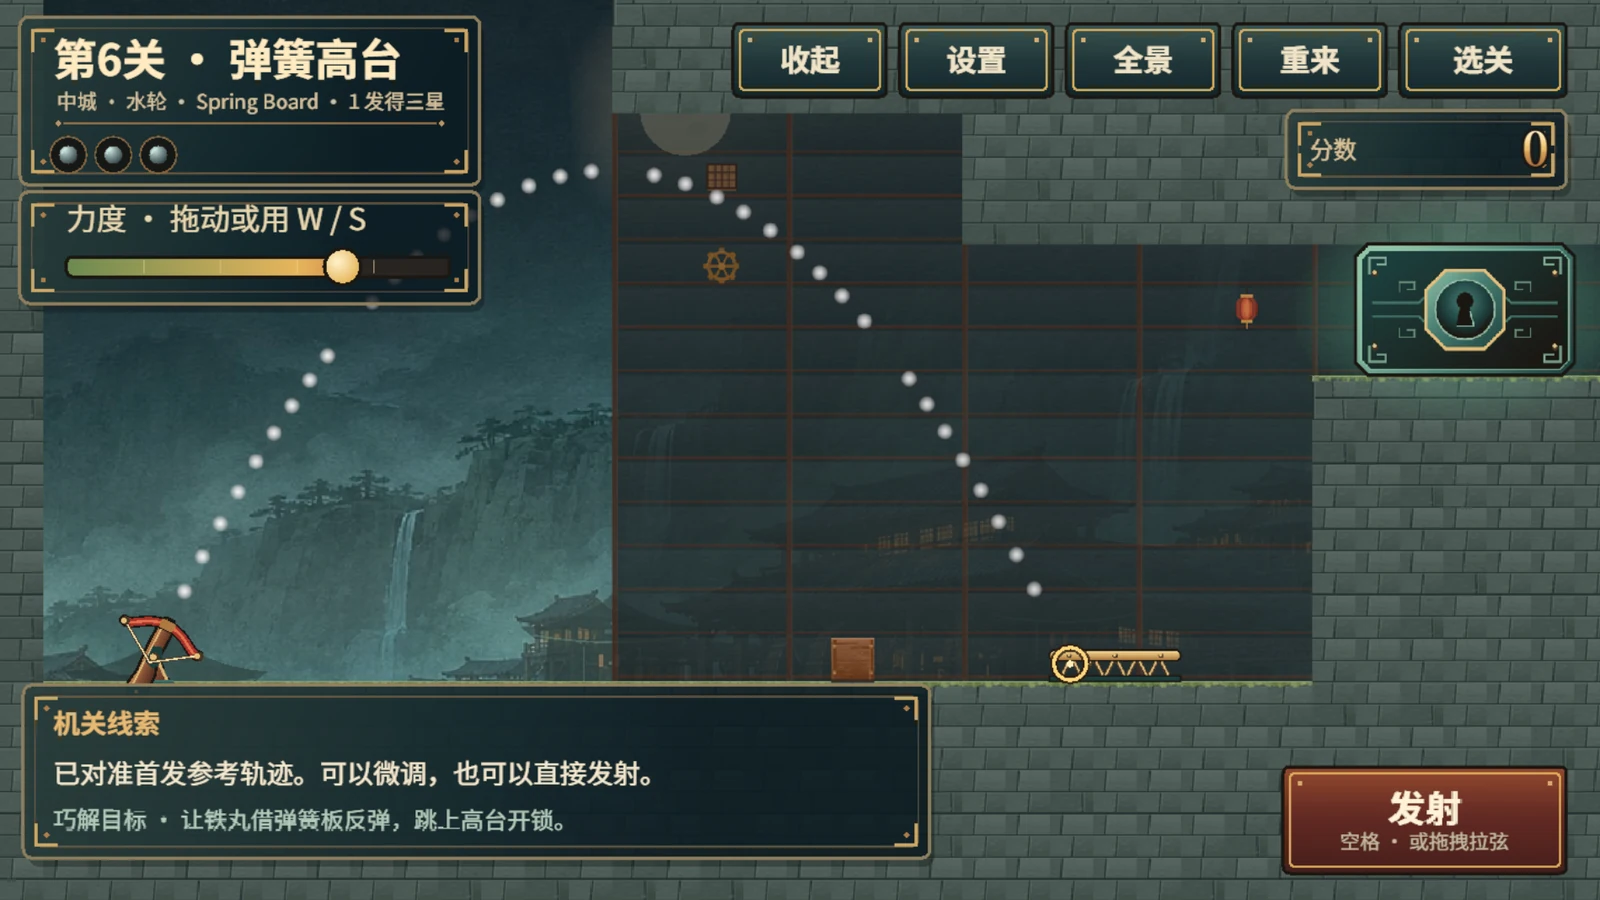 第6关 · 弹簧高台
中城 · 水轮 · Spring Board · 1发得三星
力度 · 拖动或用 W / S
收起
设置
全景
重来
选关
分数
0
机关线索
已对准首发参考轨迹。可以微调，也可以直接发射。
巧解目标 · 让铁丸借弹簧板反弹，跳上高台开锁。
发射
空格 · 或拖拽拉弦